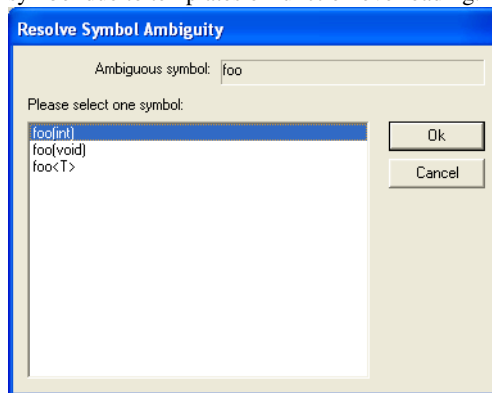 Resolve Symbol Ambiguity
Ambiguous symbol: foo
Please select one symbol:
foo(int)
foo(void)
foo<T>
Ok
Cancel